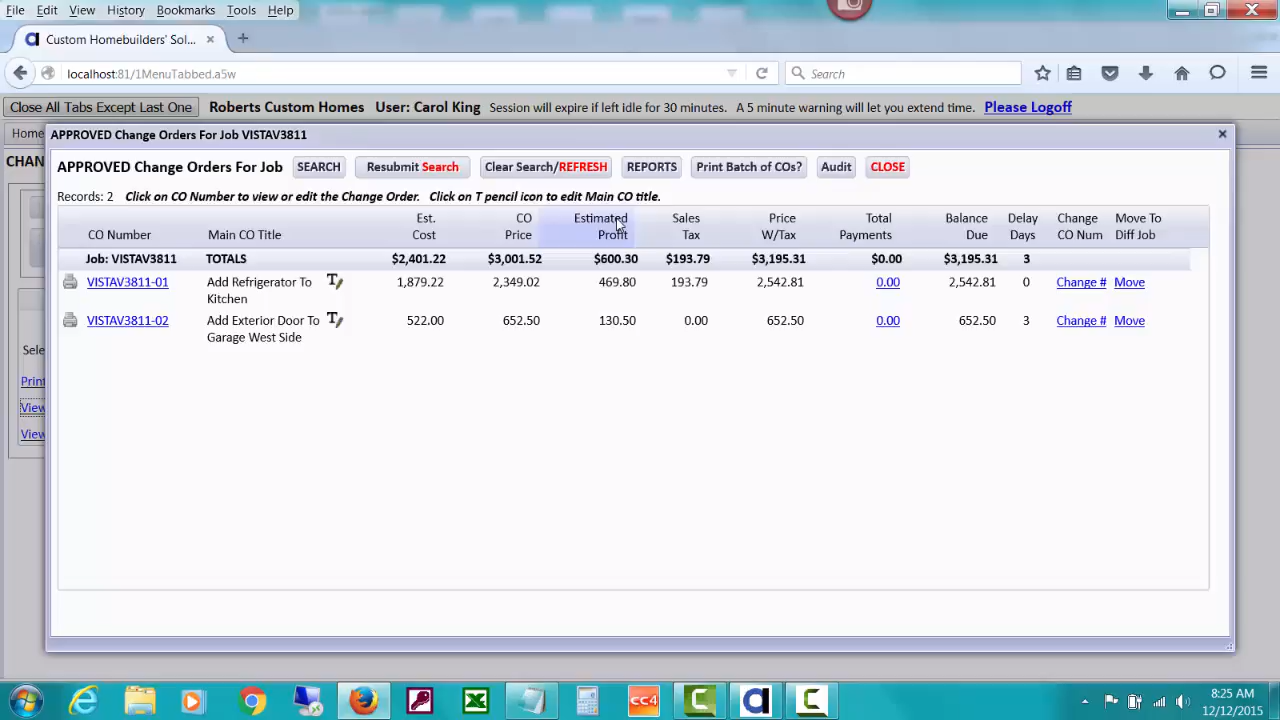 File Edit View History Bookmarks Tools Help
Custom Homebuilders' Sol... × +
localhost:81/1MenuTabbed.a5w Search
Close All Tabs Except Last One Roberts Custom Homes User: Carol King Session will expire if left idle for 30 minutes. A 5 minute warning will let you extend time. Please Logoff
Home
APPROVED Change Orders For Job VISTAV3811 ×
CHAN
APPROVED Change Orders For Job SEARCH Resubmit Search Clear Search/REFRESH REPORTS Print Batch of COs? Audit CLOSE
Records: 2 Click on CO Number to view or edit the Change Order. Click on T pencil icon to edit Main CO title.
Est. CO Estimated Sales Price Total Balance Delay Change Move To
CO Number Main CO Title Cost Price Profit Tax W/Tax Payments Due Days CO Num Diff Job
Job: VISTAV3811 TOTALS $2,401.22 $3,001.52 $600.30 $193.79 $3,195.31 $0.00 $3,195.31 3
VISTAV3811-01 Add Refrigerator To T 1,879.22 2,349.02 469.80 193.79 2,542.81 0.00 2,542.81 0 Change # Move
Kitchen
VISTAV3811-02 Add Exterior Door To T 522.00 652.50 130.50 0.00 652.50 0.00 652.50 3 Change # Move
Garage West Side
Sele
Print
View
View
CC4
8:25 AM
12/12/2015